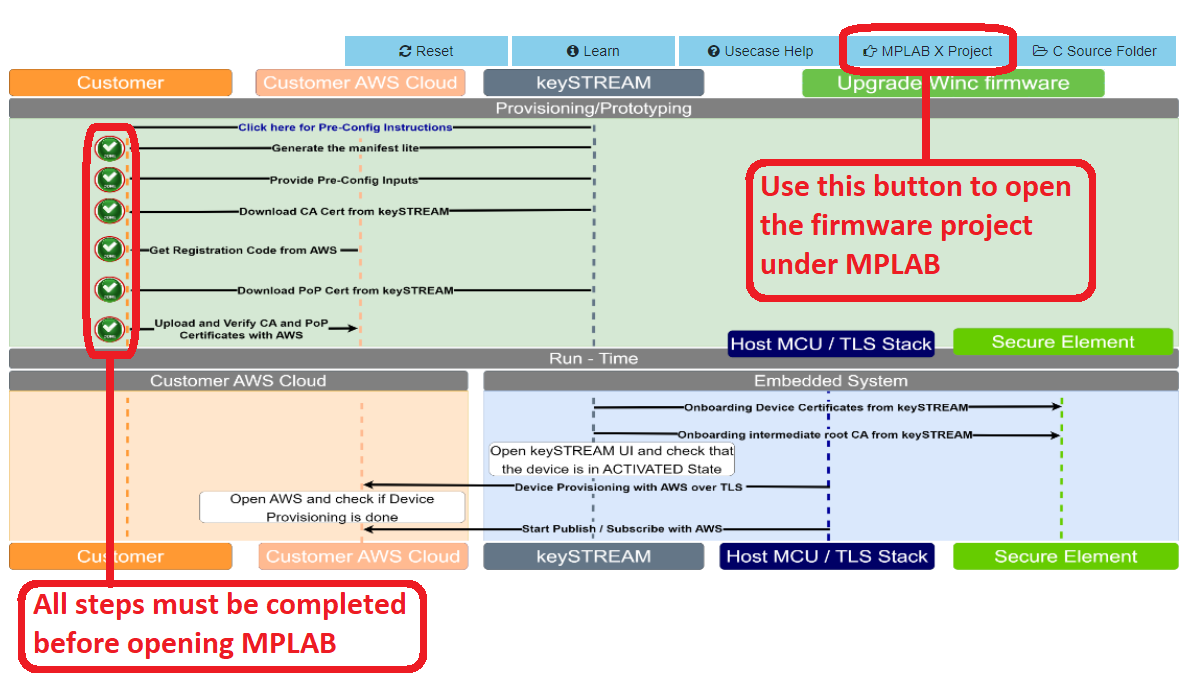 Reset
Learn
Usecase Help
MPLAB X Project
C Source Folder
Customer
Customer AWS Cloud
keySTREAM
Upgrade Winc firmware
Provisioning/Prototyping
Click here for Pre-Config Instructions
Generate the manifest lite
Provide Pre-Config Inputs
Download CA Cert from keySTREAM
Get Registration Code from AWS
Download PoP Cert from keySTREAM
Upload and Verify CA and PoP
Certificates with AWS
Use this button to open
the firmware project
under MPLAB
Host MCU / TLS Stack
Secure Element
Run - Time
Customer AWS Cloud
Embedded System
Onboarding Device Certificates from keySTREAM
Onboarding intermediate root CA from keySTREAM
Open keySTREAM UI and check that
the device is in ACTIVATED State
Device Provisioning with AWS over TLS
Open AWS and check if Device
Provisioning is done
Start Publish / Subscribe with AWS
Customer
Customer AWS Cloud
keySTREAM
Host MCU / TLS Stack
Secure Element
All steps must be completed
before opening MPLAB